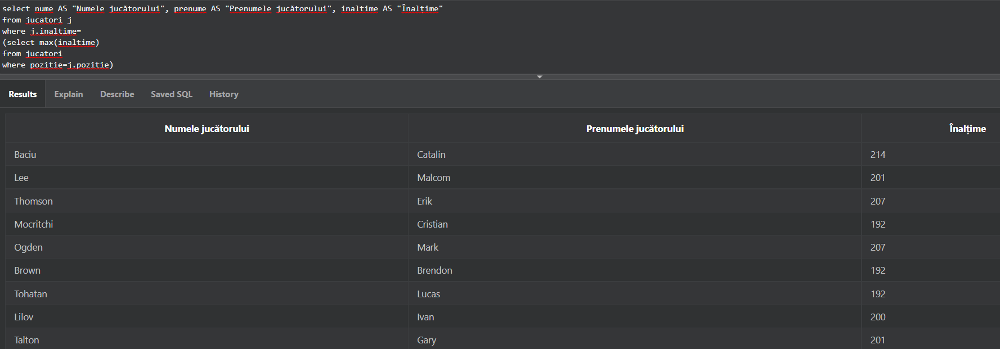 select nume AS "Numele jucătorului", prenume AS "Prenumele jucătorului", inaltime AS "Înalțime"
from jucatori j
where j.inaltime=
(select max(inaltime)
from jucatori
where pozitie=j.pozitie)
Results Explain Describe Saved SQL History
Numele jucătorului Prenumele jucătorului Înalțime
Baciu Catalin 214
Lee Malcom 201
Thomson Erik 207
Mocritchi Cristian 192
Ogden Mark 207
Brown Brendon 192
Tohatan Lucas 192
Lilov Ivan 200
Talton Gary 201